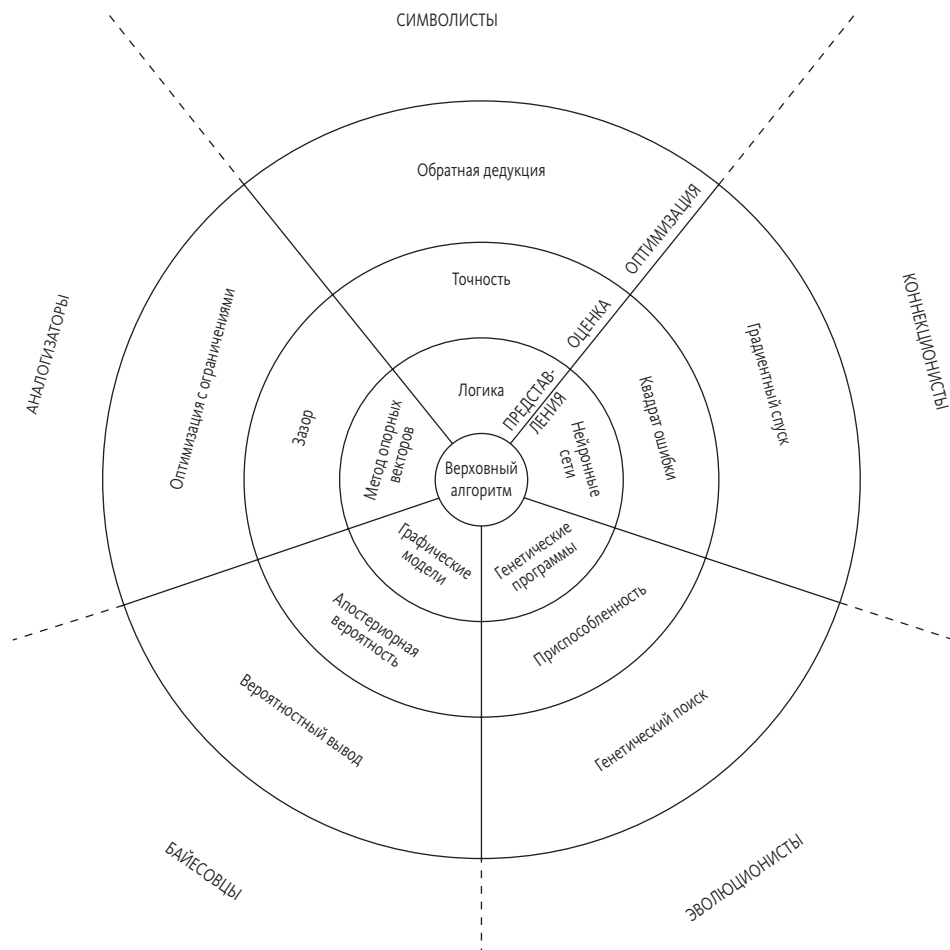 СИМВОЛИСТЫ
Обратная дедукция
ОПТИМИЗАЦИЯ
Точность
ОЦЕНКА
Логика
ПРЕДСТАВ-
ЛЕНИЯ
Верховный
алгоритм
АНАЛОГИЗАТОРЫ
Оптимизация с ограничениями
Зазор
Метод опорных
векторов
Нейронные
сети
Квадрат ошибки
Градиентный спуск
КОННЕКЦИОНИСТЫ
Графические
модели
Апостериорная
вероятность
Вероятностный вывод
БАЙЕСОВЦЫ
Генетические
программы
Приспособленность
Генетический поиск
ЭВОЛЮЦИОНИСТЫ